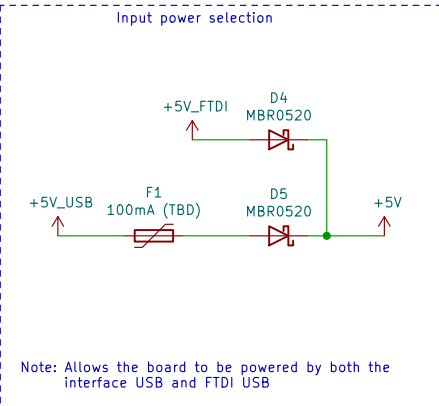 Input power selection
D4
+5V_FTDI
MBR0520
F1
D5
+5V_USB
100mA (TBD)
MBR0520
+5V
Note: Allows the board to be powered by both the
interface USB and FTDI USB